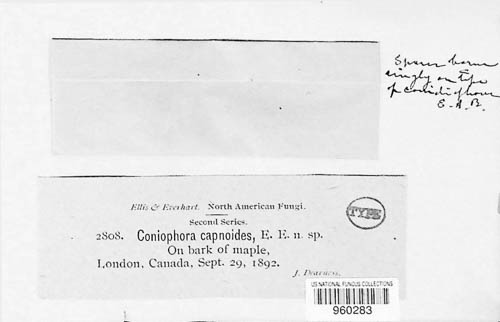 Spores borne
singly on tips
of conidiophores
E. A. B.
Ellis & Everhart. North American Fungi.
Second Series.
TYPE
2808. Coniophora capnoides, E. E. n. sp.
On bark of maple,
London, Canada, Sept. 29, 1892.
J. Dearness.
US NATIONAL FUNGUS COLLECTIONS
960283